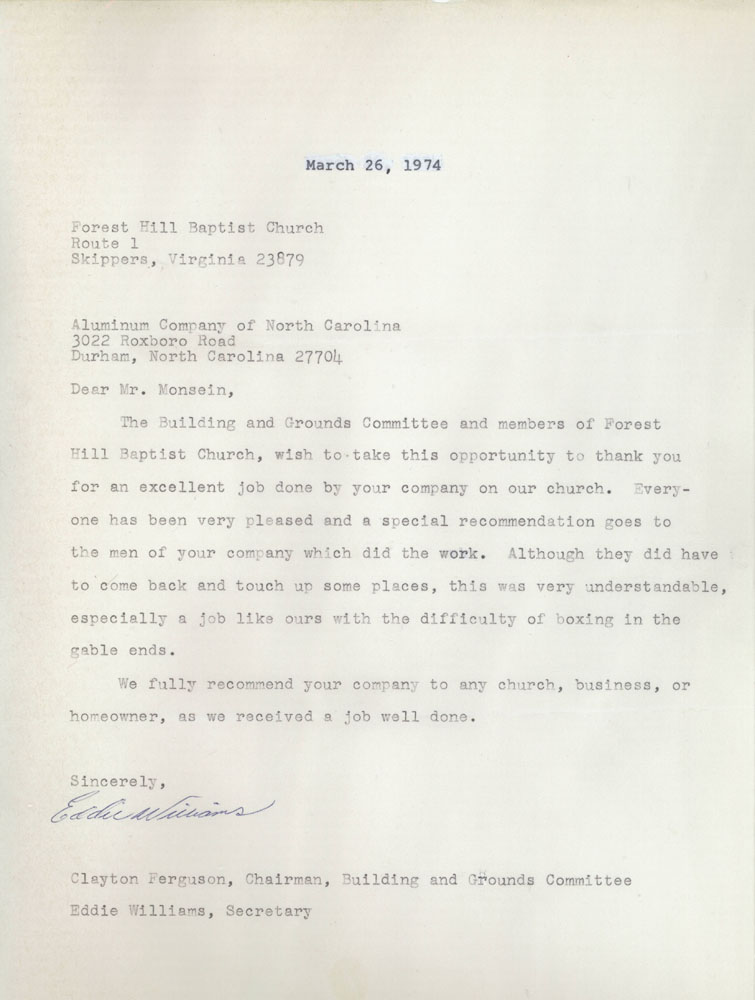 March 26, 1974
Forest Hill Baptist Church
Route 1
Skippers, Virginia 23879
Aluminum Company of North Carolina
3022 Roxboro Road
Durham, North Carolina 27704
Dear Mr. Monsein,
The Building and Grounds Committee and members of Forest
Hill Baptist Church, wish to take this opportunity to thank you
for an excellent job done by your company on our church. Every-
one has been very pleased and a special recommendation goes to
the men of your company which did the work. Although they did have
to come back and touch up some places, this was very understandable,
especially a job like ours with the difficulty of boxing in the
gable ends.
We fully recommend your company to any church, business, or
homeowner, as we received a job well done.
Sincerely,
Eddie Williams
Clayton Ferguson, Chairman, Building and Grounds Committee
Eddie Williams, Secretary